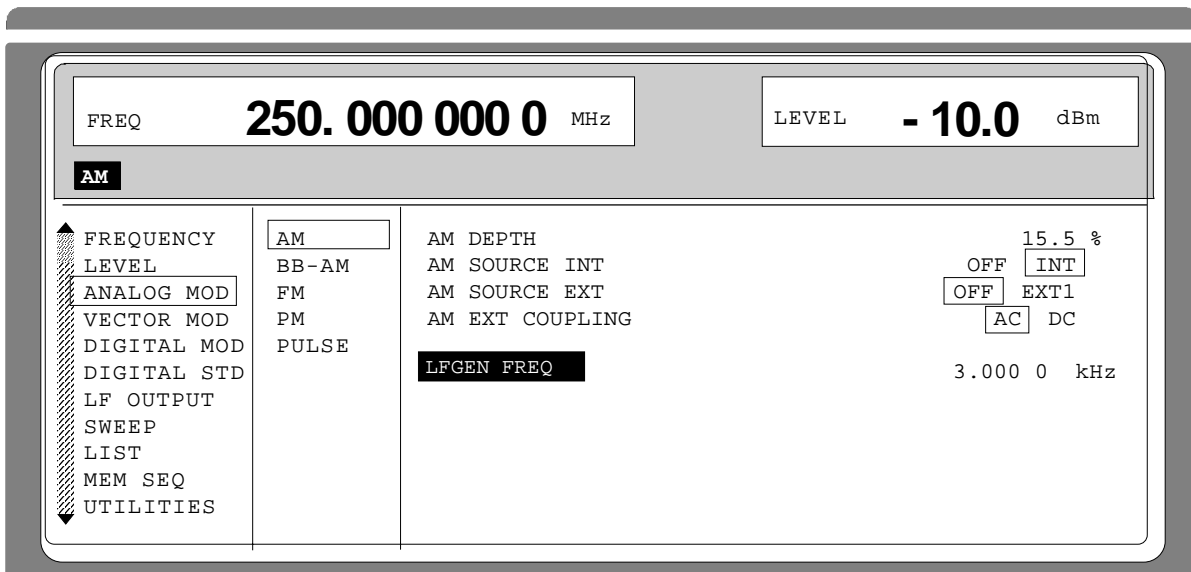 FREQ 250. 000 000 0 MHz LEVEL - 10.0 dBm
AM
FREQUENCY AM AM DEPTH 15.5 %
LEVEL BB-AM AM SOURCE INT OFF INT
ANALOG MOD FM AM SOURCE EXT OFF EXT1
VECTOR MOD PM AM EXT COUPLING AC DC
DIGITAL MOD PULSE
DIGITAL STD LFGEN FREQ 3.000 0 kHz
LF OUTPUT
SWEEP
LIST
MEM SEQ
UTILITIES